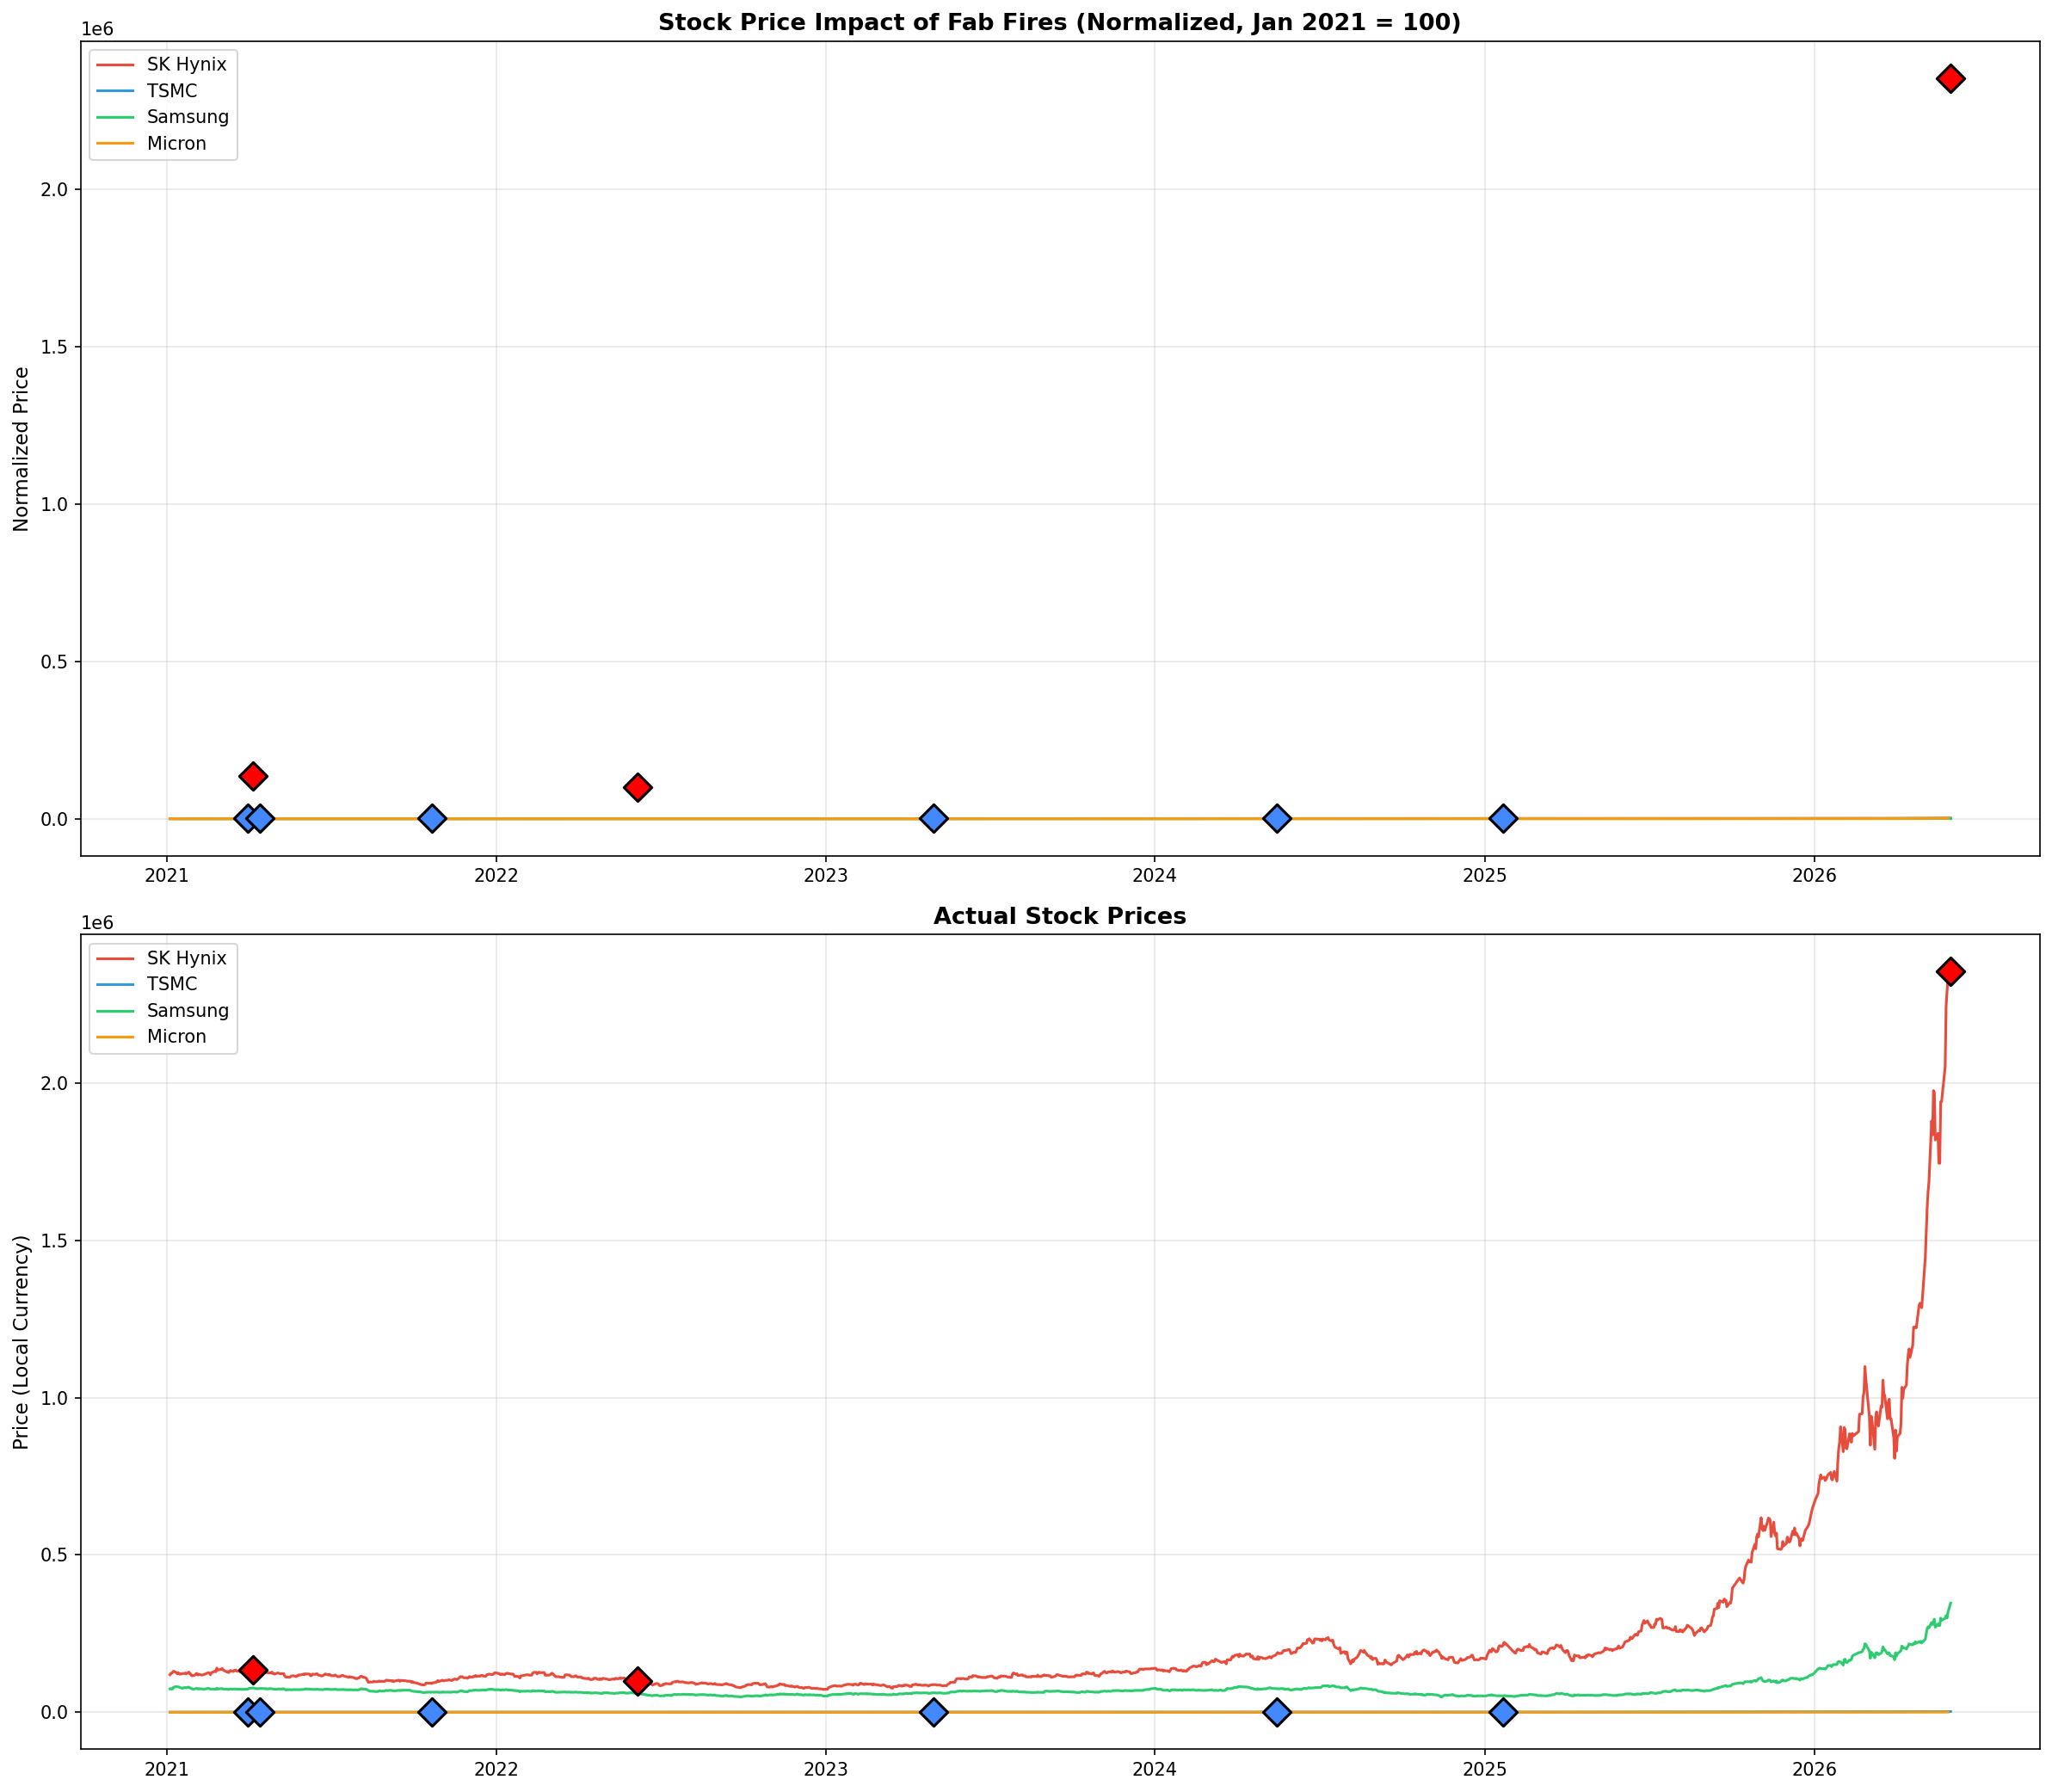 Stock Price Impact of Fab Fires (Normalized, Jan 2021 = 100)
1e6
SK Hynix
TSMC
Samsung
Micron
Normalized Price
2.0
1.5
1.0
0.5
0.0
2021 2022 2023 2024 2025 2026
Actual Stock Prices
1e6
SK Hynix
TSMC
Samsung
Micron
Price (Local Currency)
2.0
1.5
1.0
0.5
0.0
2021 2022 2023 2024 2025 2026